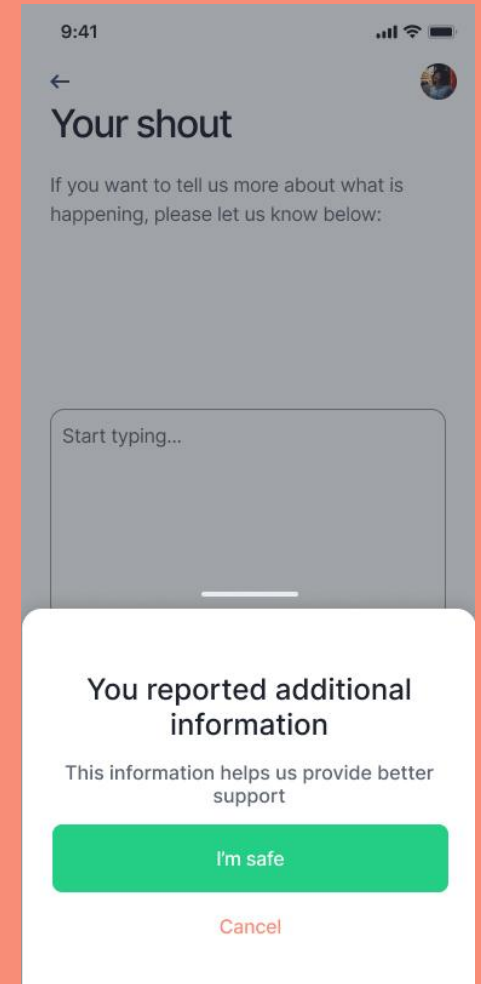 9:41
Your shout
If you want to tell us more about what is
happening, please let us know below:
Start typing...
You reported additional
information
This information helps us provide better
support
I'm safe
Cancel